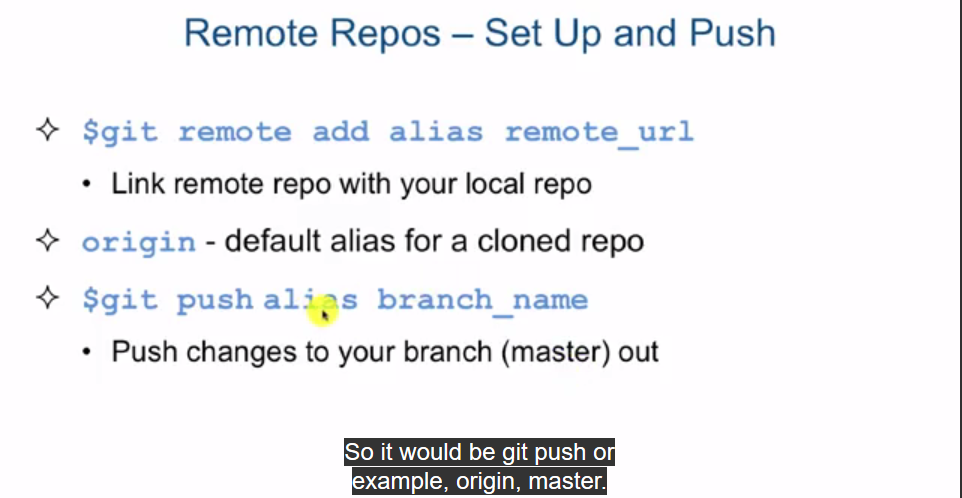 Remote Repos – Set Up and Push
✧ $git remote add alias remote_url
• Link remote repo with your local repo
✧ origin - default alias for a cloned repo
✧ $git push alias branch_name
• Push changes to your branch (master) out
So it would be git push or
example, origin, master.